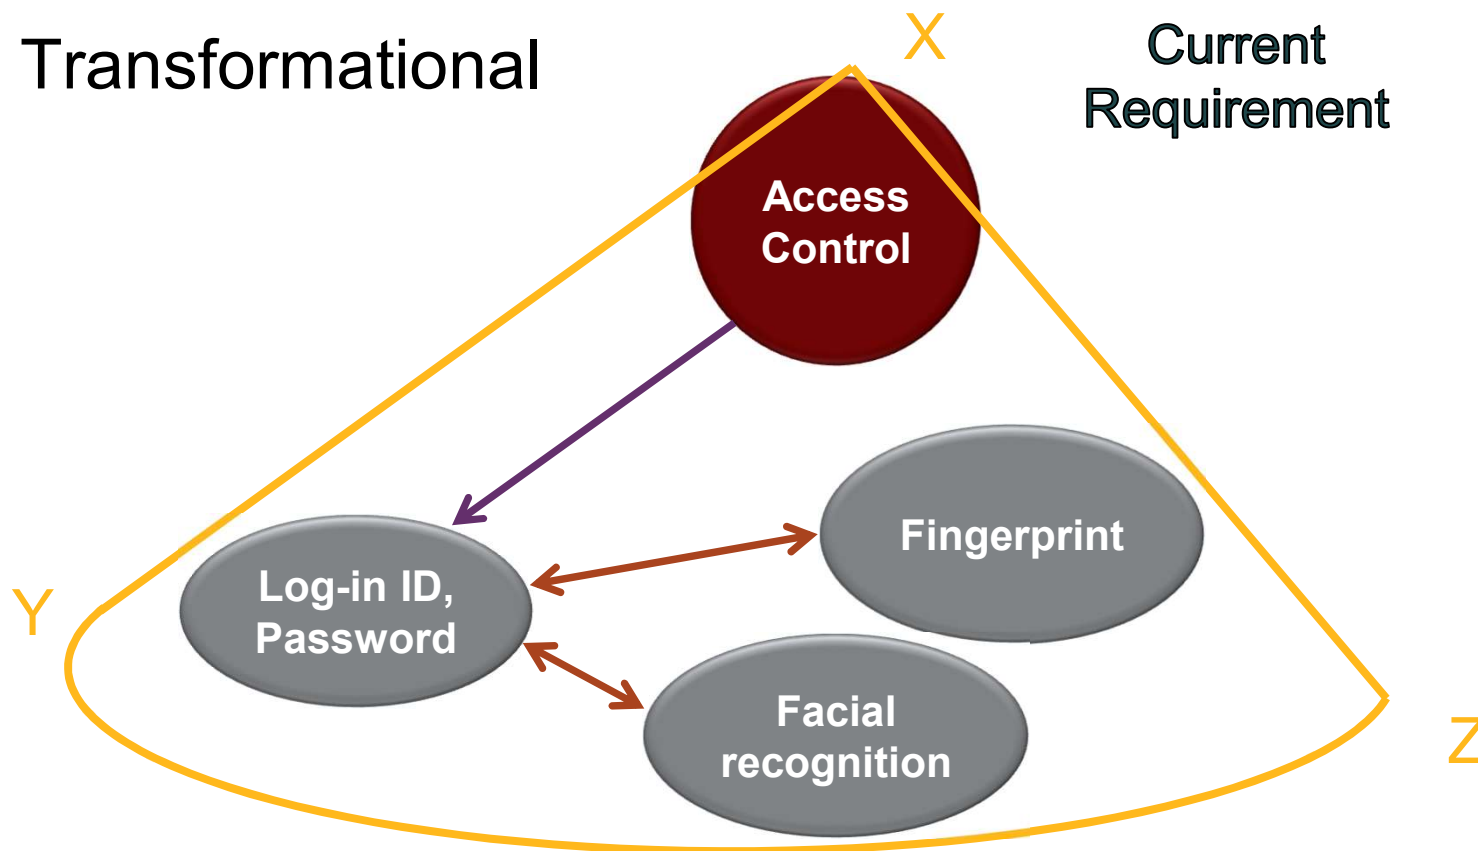 Transformational
X
Current
Requirement
Access
Control
Fingerprint
Log-in ID,
Password
Y
Facial
recognition
Z